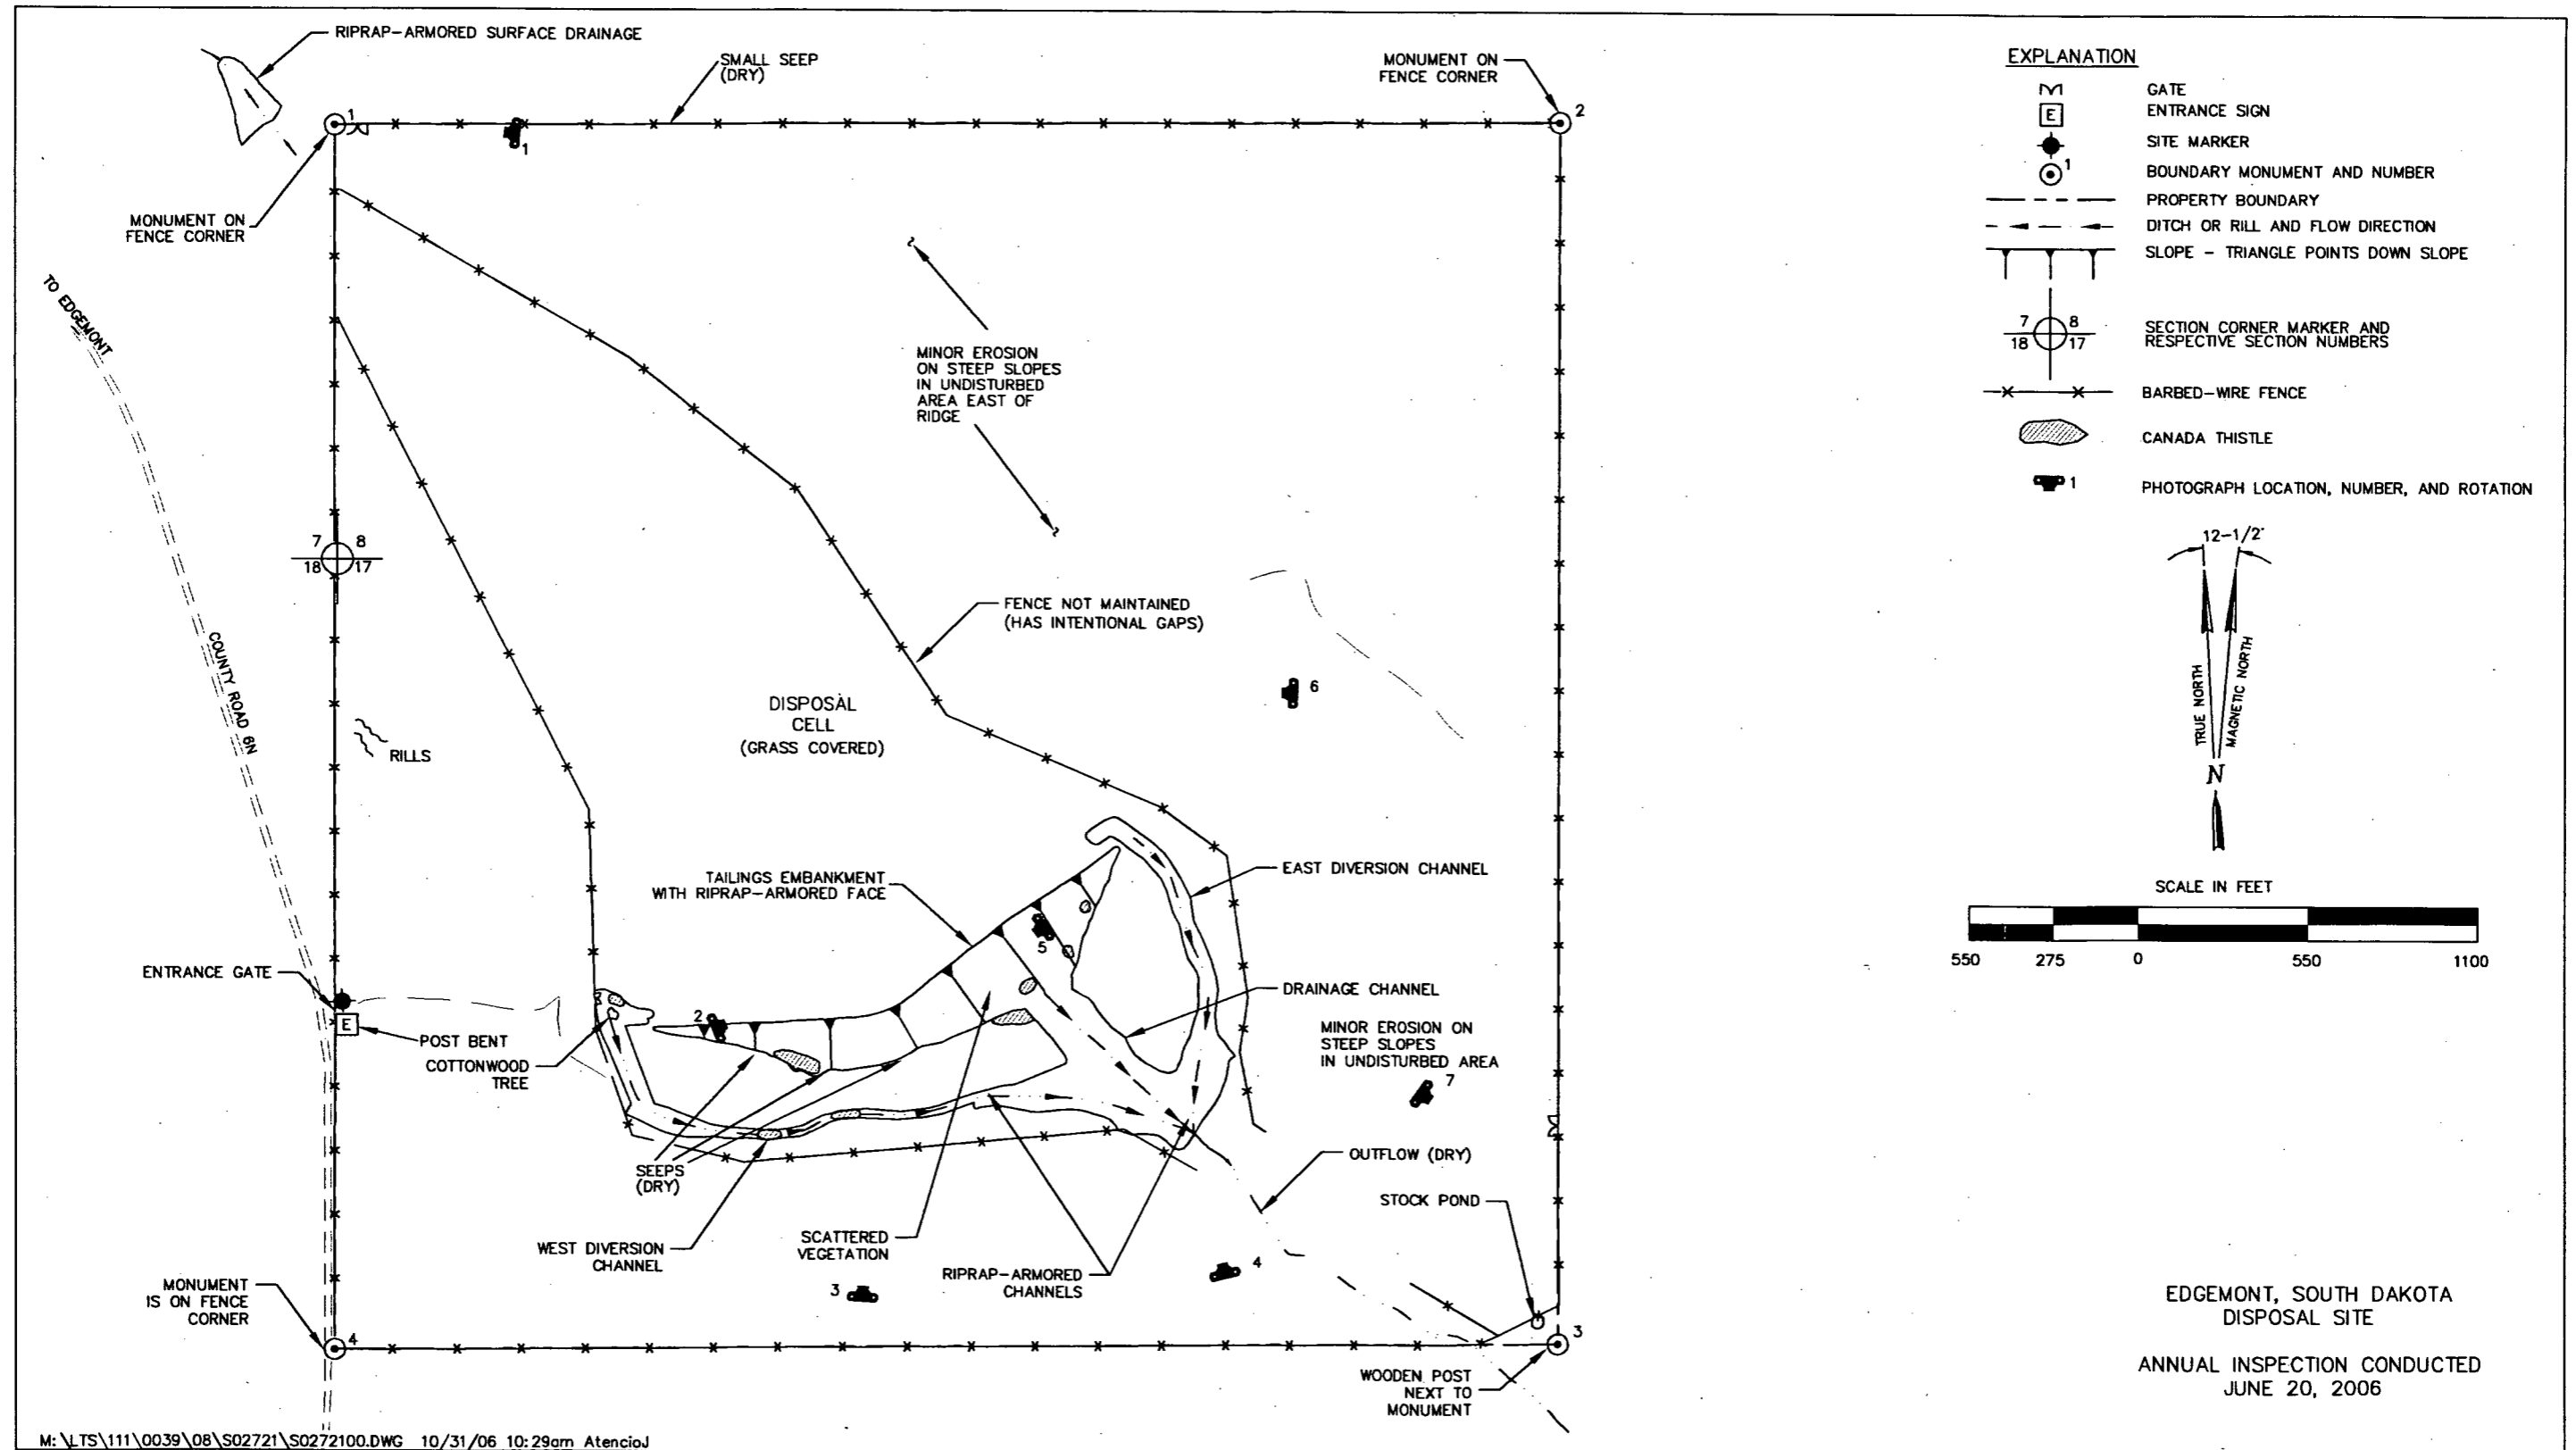 RIPRAP-ARMORED SURFACE DRAINAGE
SMALL SEEP
(DRY)
MONUMENT ON
FENCE CORNER
1
2
1
MONUMENT ON
FENCE CORNER
TO EDGEMONT
MINOR EROSION
ON STEEP SLOPES
IN UNDISTURBED
AREA EAST OF
RIDGE
7 8
18 17
FENCE NOT MAINTAINED
(HAS INTENTIONAL GAPS)
COUNTY ROAD 6N
6
DISPOSAL
CELL
(GRASS COVERED)
RILLS
TAILINGS EMBANKMENT
WITH RIPRAP-ARMORED FACE
EAST DIVERSION CHANNEL
5
ENTRANCE GATE
E
POST BENT
COTTONWOOD
TREE
2
DRAINAGE CHANNEL
MINOR EROSION ON
STEEP SLOPES
IN UNDISTURBED AREA
7
SEEPS
(DRY)
OUTFLOW (DRY)
STOCK POND
WEST DIVERSION
CHANNEL
SCATTERED
VEGETATION
RIPRAP-ARMORED
CHANNELS
3
4
MONUMENT
IS ON FENCE
CORNER
4
3
WOODEN POST
NEXT TO
MONUMENT
EXPLANATION
GATE
E ENTRANCE SIGN
SITE MARKER
1 BOUNDARY MONUMENT AND NUMBER
PROPERTY BOUNDARY
DITCH OR RILL AND FLOW DIRECTION
SLOPE - TRIANGLE POINTS DOWN SLOPE
7 8
18 17
SECTION CORNER MARKER AND
RESPECTIVE SECTION NUMBERS
BARBED-WIRE FENCE
CANADA THISTLE
1 PHOTOGRAPH LOCATION, NUMBER, AND ROTATION
12-1/2°
TRUE NORTH
MAGNETIC NORTH
N
SCALE IN FEET
550 275 0 550 1100
EDGEMONT, SOUTH DAKOTA
DISPOSAL SITE
ANNUAL INSPECTION CONDUCTED
JUNE 20, 2006
M:\LTS\111\0039\08\S02721\S0272100.DWG 10/31/06 10:29am AtencioJ